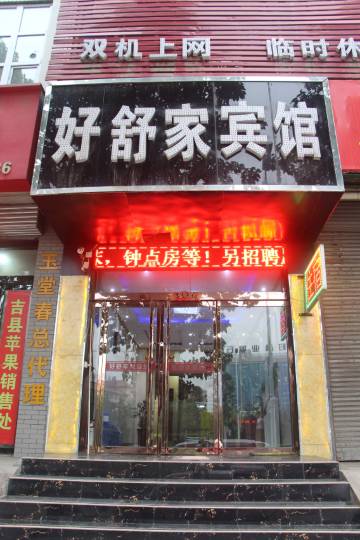 双机上网 临时休
好舒家宾馆
、钟点房等！另招聘
玉堂春总代理
吉县苹果销售处
6